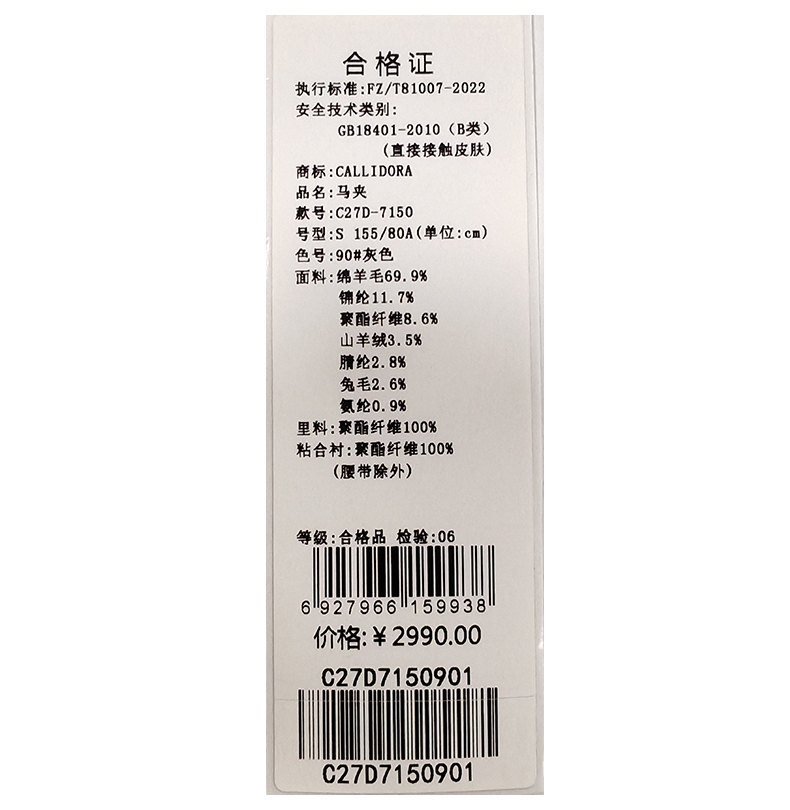 合格证
执行标准:FZ/T81007-2022
安全技术类别:
GB18401-2010（B类）
(直接接触皮肤)
商标:CALLIDORA
品名:马夹
款号:C27D-7150
号型:S 155/80A(单位:cm)
色号:90#灰色
面料:绵羊毛69.9%
锦纶11.7%
聚酯纤维8.6%
山羊绒3.5%
腈纶2.8%
兔毛2.6%
氨纶0.9%
里料:聚酯纤维100%
粘合衬:聚酯纤维100%
(腰带除外)
等级:合格品 检验:06
6 927966 159938
价格:￥2990.00
C27D7150901
C27D7150901